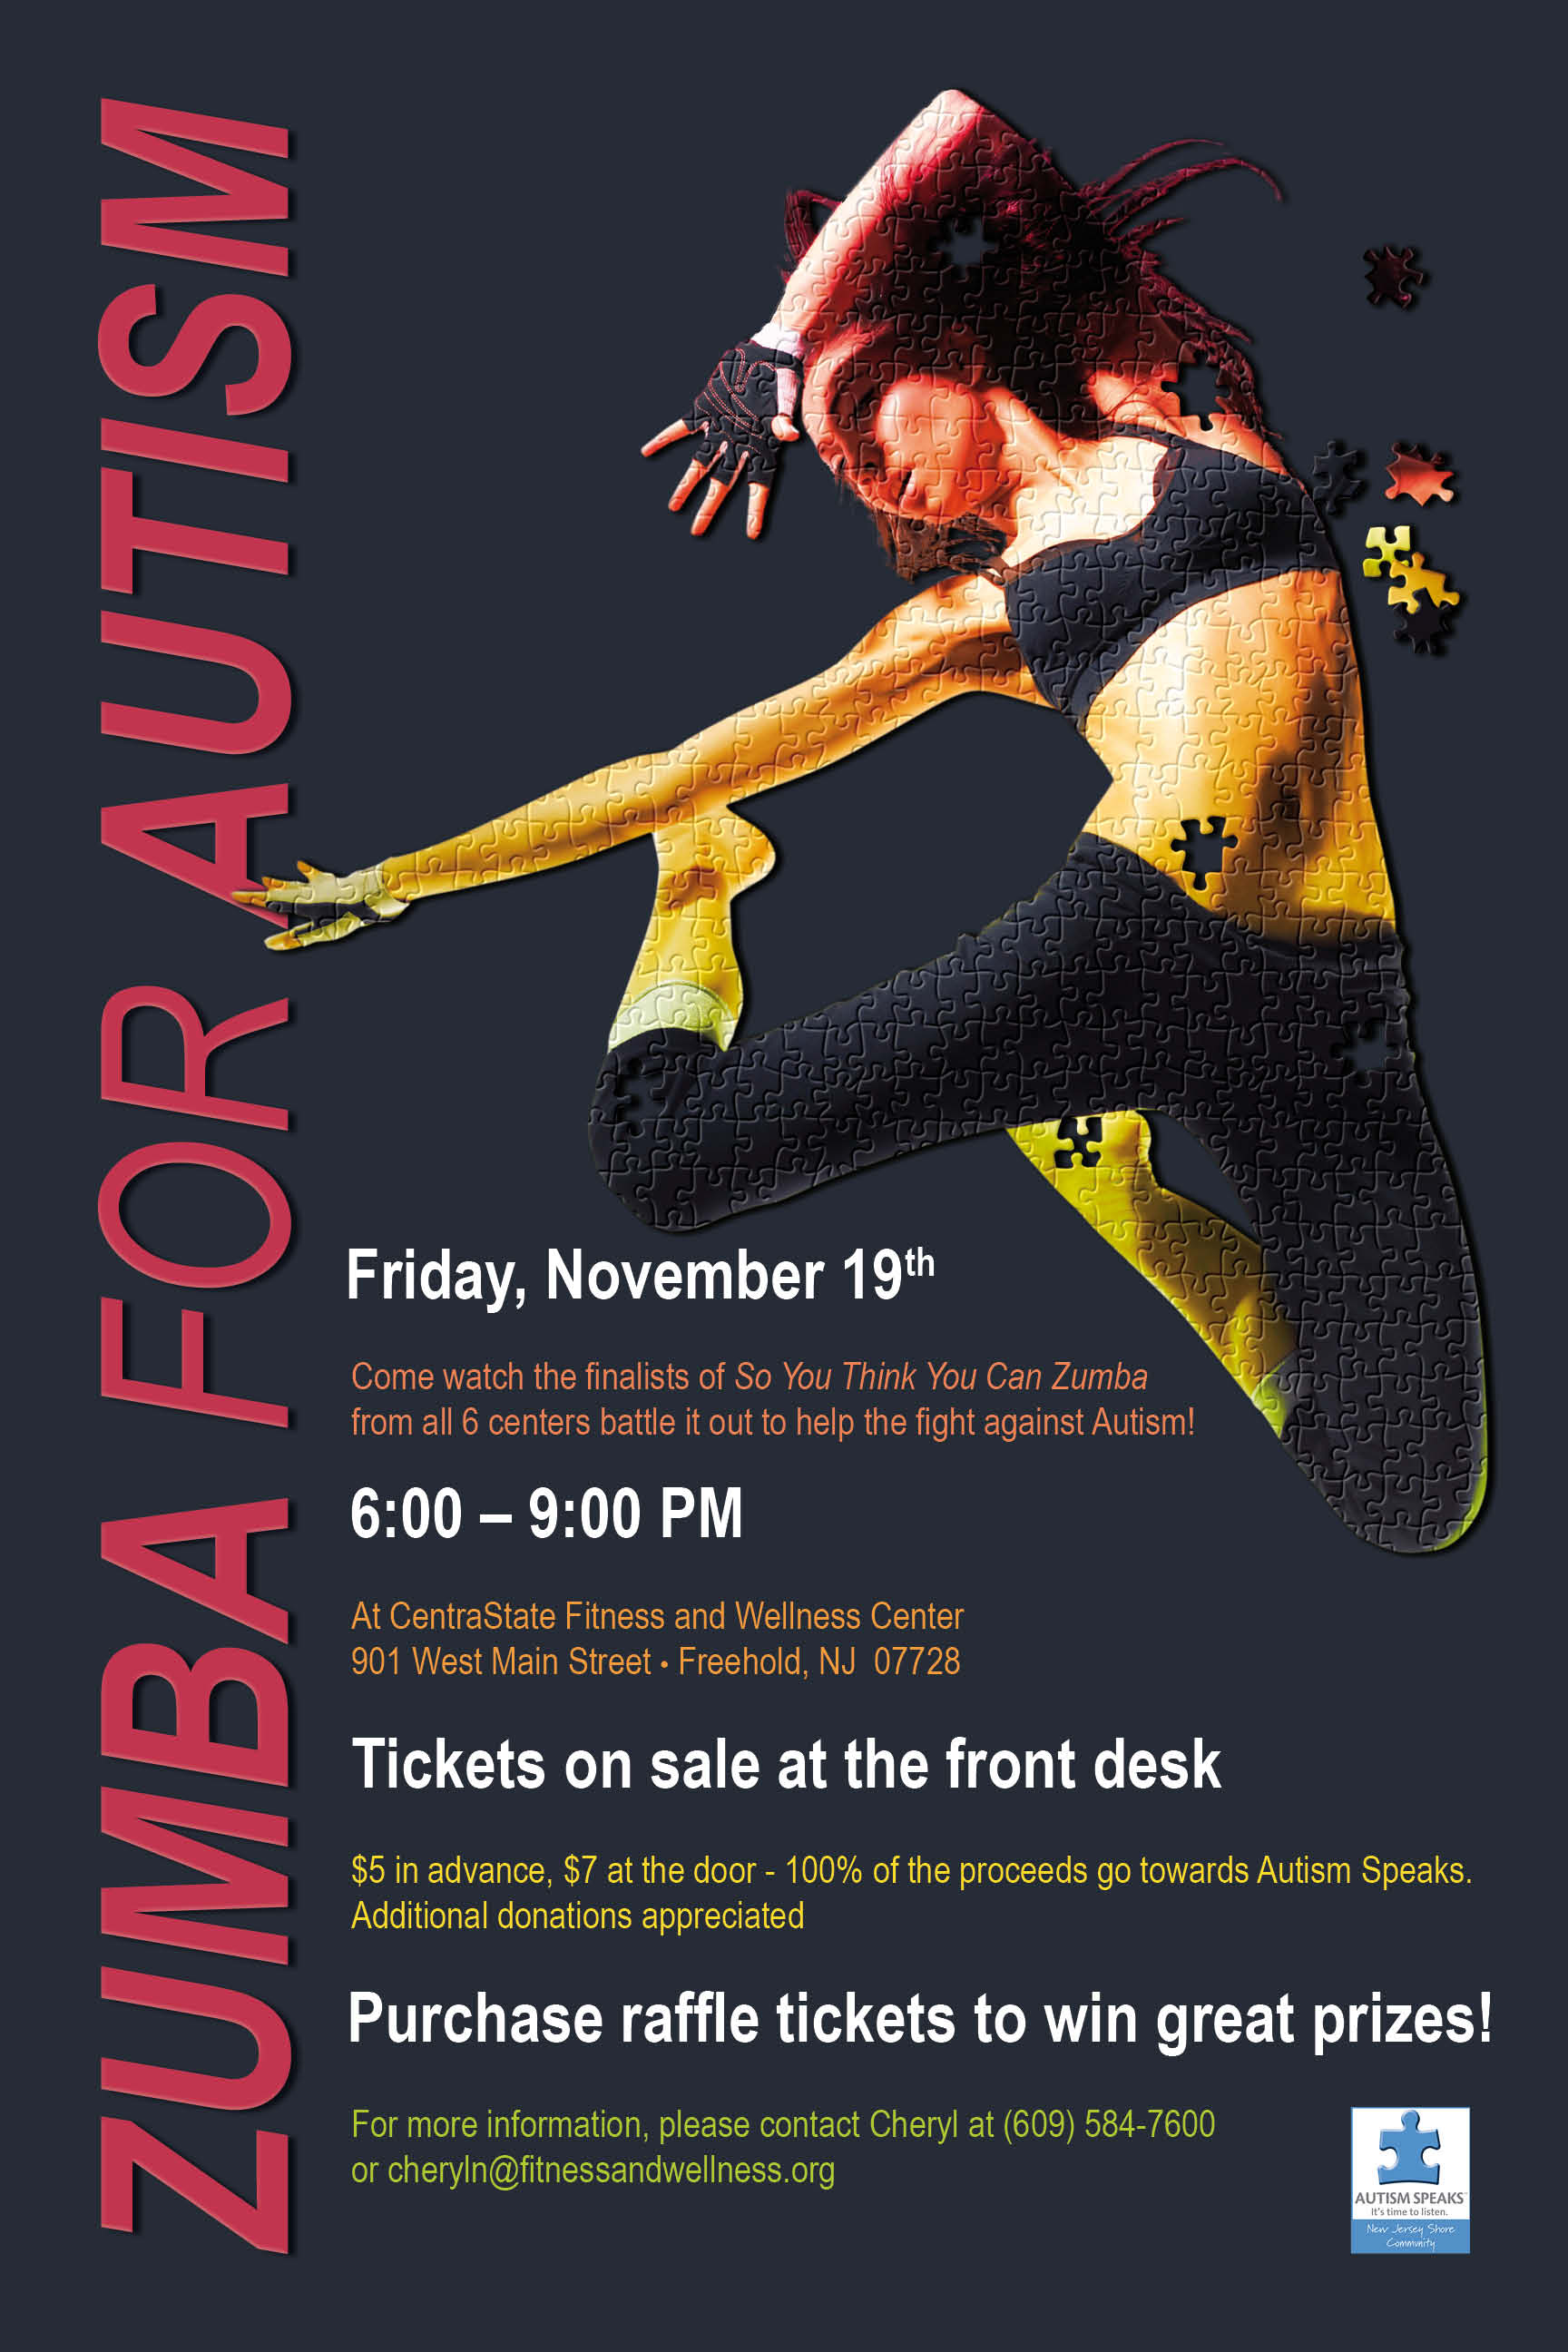 ZUMBA FOR AUTISM
Friday, November 19th
Come watch the finalists of So You Think You Can Zumba
from all 6 centers battle it out to help the fight against Autism!
6:00 – 9:00 PM
At CentraState Fitness and Wellness Center
901 West Main Street • Freehold, NJ 07728
Tickets on sale at the front desk
$5 in advance, $7 at the door - 100% of the proceeds go towards Autism Speaks.
Additional donations appreciated
Purchase raffle tickets to win great prizes!
For more information, please contact Cheryl at (609) 584-7600
or cheryln@fitnessandwellness.org
AUTISM SPEAKS
It's time to listen.
New Jersey Shore
Community